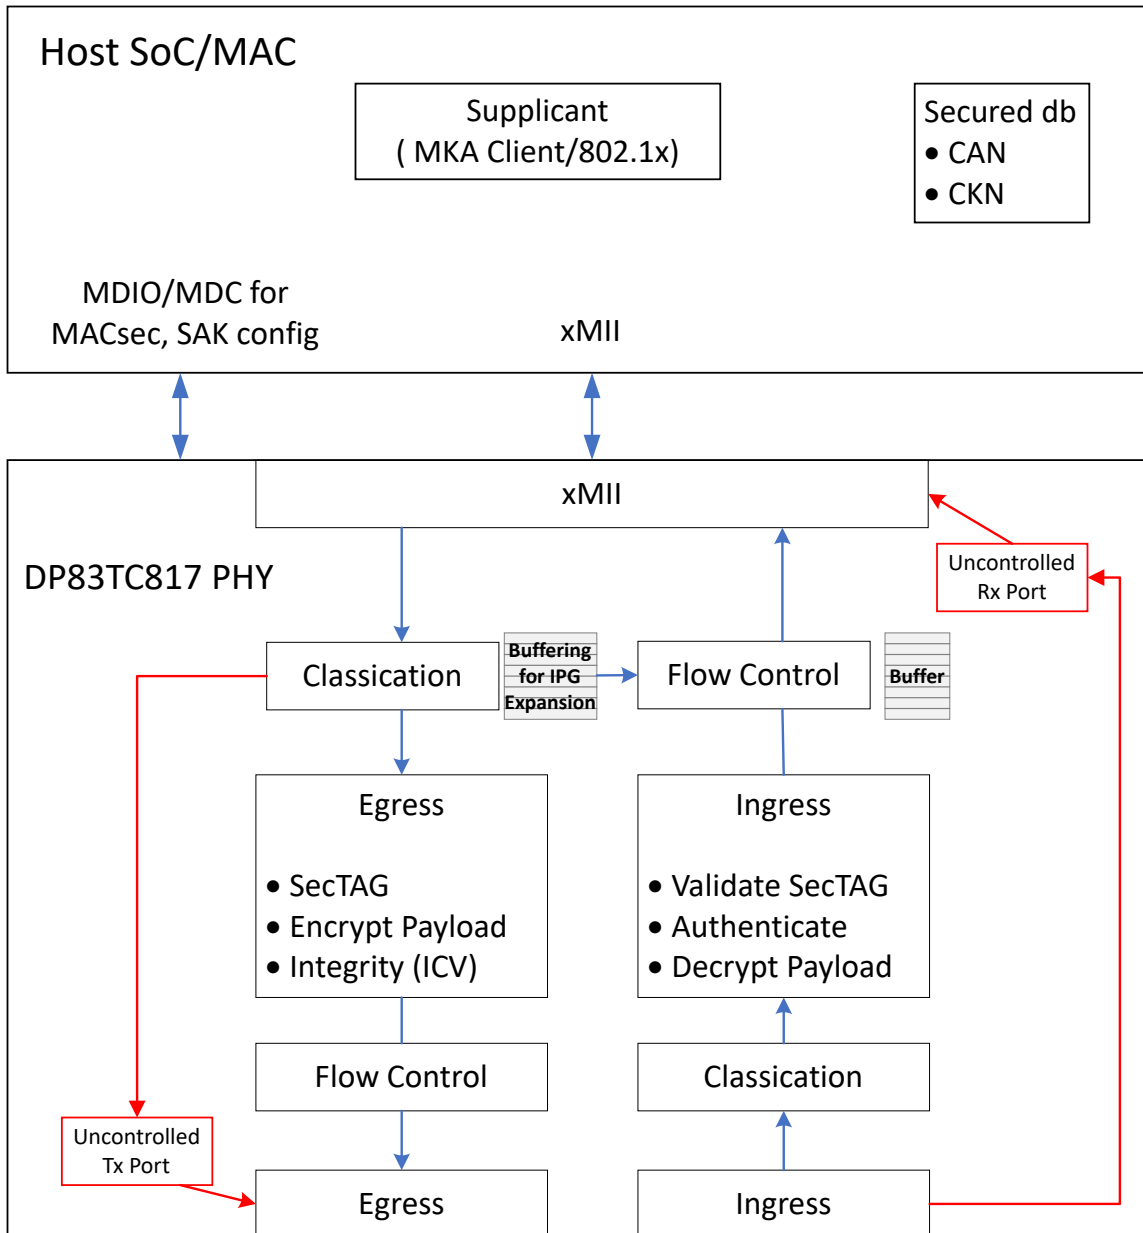 Host SoC/MAC
Supplicant
( MKA Client/802.1x)
Secured db
• CAN
• CKN
MDIO/MDC for
MACsec, SAK config
xMII
xMII
DP83TC817 PHY
Uncontrolled
Rx Port
Classication
Buffering
for IPG
Expansion
Flow Control
Buffer
Egress
• SecTAG
• Encrypt Payload
• Integrity (ICV)
Ingress
• Validate SecTAG
• Authenticate
• Decrypt Payload
Flow Control
Classication
Uncontrolled
Tx Port
Egress
Ingress